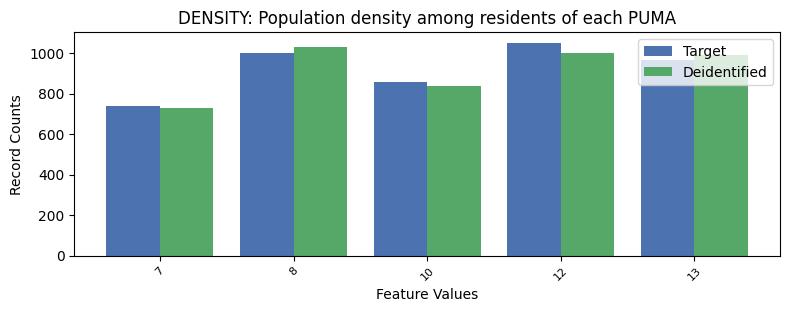 DENSITY: Population density among residents of each PUMA
Target
Deidentified
Record Counts
1000
800
600
400
200
0
7
8
10
12
13
Feature Values